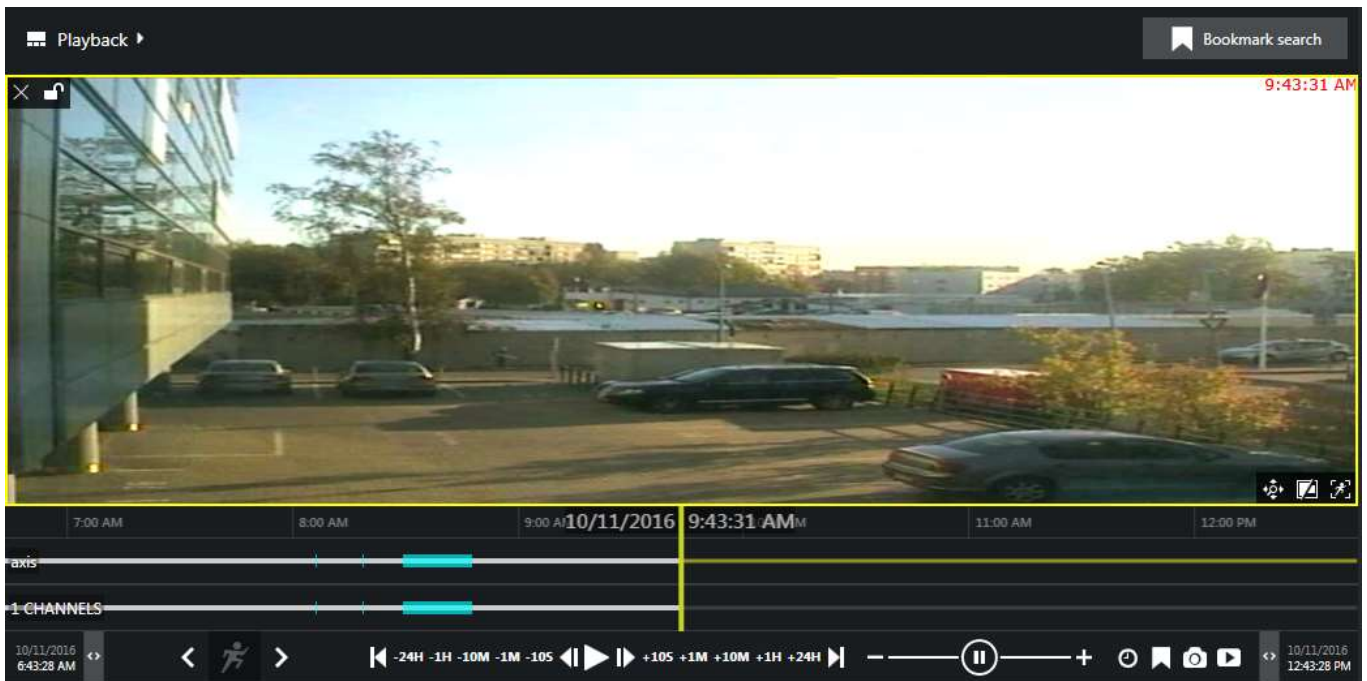 Playback
Bookmark search
9:43:31 AM
7:00 AM 8:00 AM 9:00 A 10/11/2016 9:43:31 AM M 11:00 AM 12:00 PM
axis
1 CHANNELS
10/11/2016
6:43:28 AM
-24H -1H -10M -1M -10S +10S +1M +10M +1H +24H
10/11/2016
12:43:28 PM